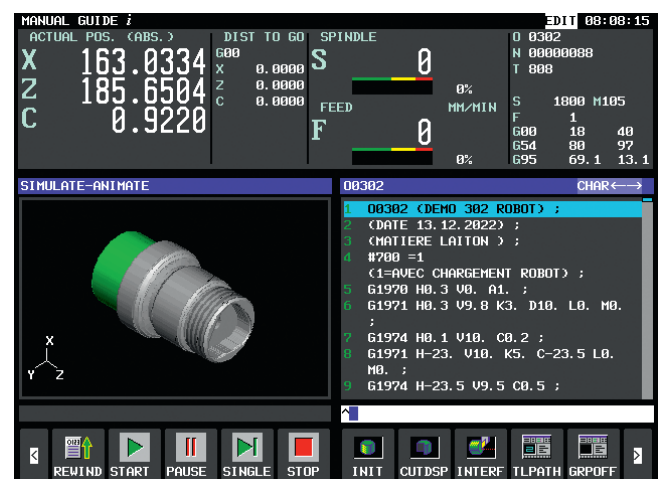 MANUAL GUIDE i
EDIT 08:08:15
ACTUAL POS. (ABS.)
X 163.0334
Z 185.6504
C 0.9220
DIST TO GO
G00
X 0.0000
Z 0.0000
C 0.0000
SPINDLE
S 0
0%
FEED MM/MIN
F 0
0%
O 0302
N 00000088
T 808
S 1800 M105
F 1
G00 18 40
G54 80 97
G95 69.1 13.1
SIMULATE-ANIMATE
O0302 CHAR←→
1 O0302 (DEMO 302 ROBOT) ;
2 (DATE 13.12.2022) ;
3 (MATIERE LAITON ) ;
4 #700 =1
(1=AVEC CHARGEMENT ROBOT) ;
5 G1970 H0.3 V0. A1. ;
6 G1971 H0.3 V9.8 K3. D10. L0. M0.
;
7 G1974 H0.1 V10. C0.2 ;
8 G1971 H-23. V10. K5. C-23.5 L0.
M0. ;
9 G1974 H-23.5 V9.5 C0.5 ;
X
Y Z
^
< REWIND START PAUSE SINGLE STOP
INIT CUTDSP INTERF TLPATH GRPOFF >